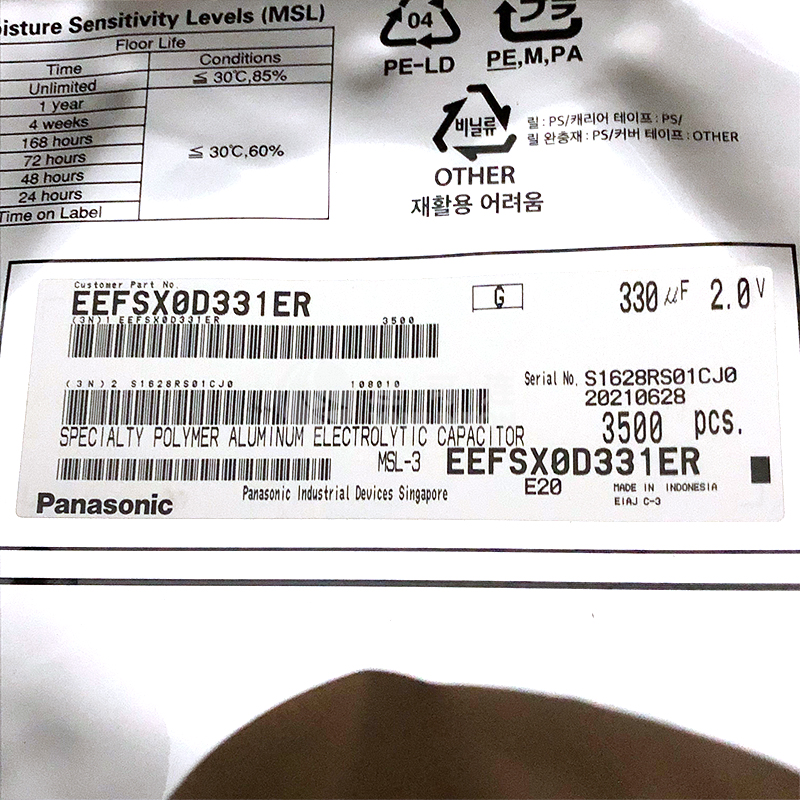 isture Sensitivity Levels (MSL)
Floor Life
Time Conditions
Unlimited ≦ 30℃,85%
1 year
4 weeks
168 hours
72 hours
48 hours
24 hours
Time on Label
≦ 30℃,60%
04
PE-LD
プラ
PE,M,PA
비닐류
OTHER
재활용 어려움
릴 : PS/캐리어 테이프 : PS/
릴 완충재 : PS/커버 테이프 : OTHER
Customer Part No.
EEFSX0D331ER
G
330 μF 2.0V
(3N)1 EEFSX0D331ER 3500
(3N)2 S1628RS01CJ0 108010
Serial No. S1628RS01CJ0
20210628
SPECIALTY POLYMER ALUMINUM ELECTROLYTIC CAPACITOR
3500 pcs.
MSL-3 EEFSX0D331ER
Panasonic
Panasonic Industrial Devices Singapore
E20
MADE IN INDONESIA
EIAJ C-3